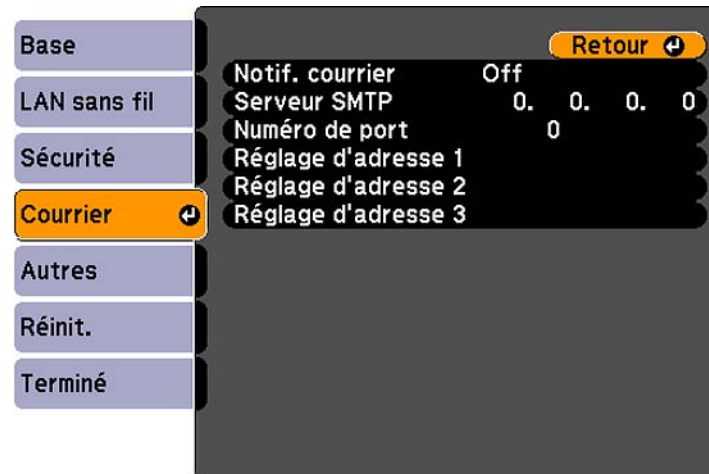 Base
LAN sans fil
Sécurité
Courrier
Autres
Réinit.
Terminé
Retour
Notif. courrier Off
Serveur SMTP 0. 0. 0. 0
Numéro de port 0
Réglage d'adresse 1
Réglage d'adresse 2
Réglage d'adresse 3